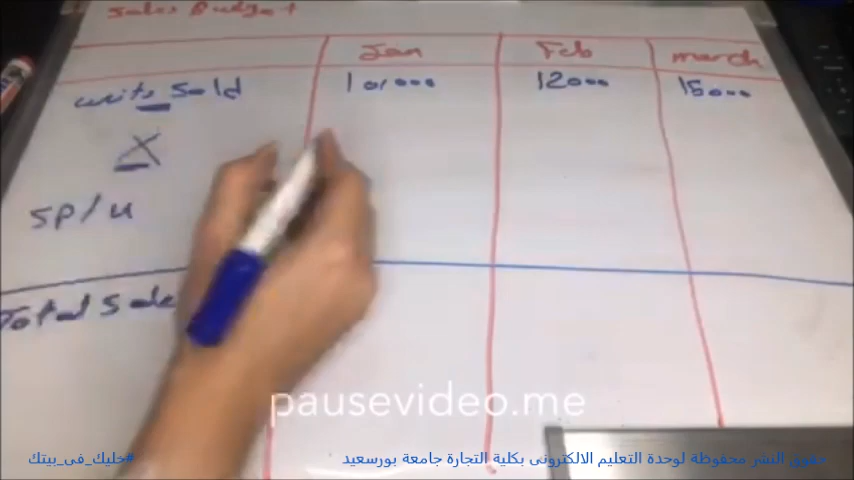 Sales Budget
Jan Feb march
units Sold 10,000 12000 15000
X
SP/u
Total Sale
pausevideo.me
#خليك_فى_بيتك
حقوق النشر محفوظة لوحدة التعليم الالكترونى بكلية التجارة جامعة بورسعيد